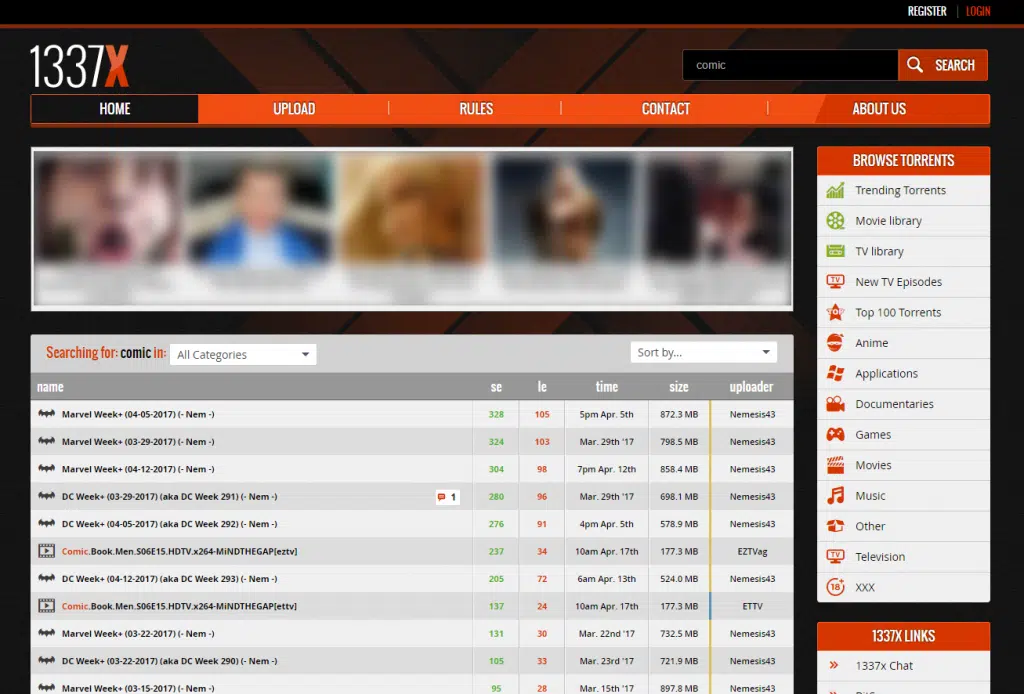 REGISTER | LOGIN
1337X
comic SEARCH
HOME UPLOAD RULES CONTACT ABOUT US
Searching for: comic in: All Categories Sort by...
name se le time size uploader
Marvel Week+ (04-05-2017) (- Nem -) 328 105 5pm Apr. 5th 872.3 MB Nemesis43
Marvel Week+ (03-29-2017) (- Nem -) 324 103 Mar. 29th '17 798.5 MB Nemesis43
Marvel Week+ (04-12-2017) (- Nem -) 304 98 7pm Apr. 12th 858.4 MB Nemesis43
DC Week+ (03-29-2017) (aka DC Week 291) (- Nem -) 1 280 96 Mar. 29th '17 698.1 MB Nemesis43
DC Week+ (04-05-2017) (aka DC Week 292) (- Nem -) 276 91 4pm Apr. 5th 578.9 MB Nemesis43
Comic.Book.Men.S06E15.HDTV.x264-MiNDTHEGAP[eztv] 237 34 10am Apr. 17th 177.3 MB EZTVag
DC Week+ (04-12-2017) (aka DC Week 293) (- Nem -) 205 72 6am Apr. 13th 524.0 MB Nemesis43
Comic.Book.Men.S06E15.HDTV.x264-MiNDTHEGAP[ettv] 137 24 10am Apr. 17th 177.3 MB ETTV
Marvel Week+ (03-22-2017) (- Nem -) 131 30 Mar. 22nd '17 732.5 MB Nemesis43
DC Week+ (03-22-2017) (aka DC Week 290) (- Nem -) 105 33 Mar. 23rd '17 721.9 MB Nemesis43
Marvel Week+ (03-15-2017) (- Nem -) 95 28 Mar. 15th '17 897.8 MB Nemesis43
BROWSE TORRENTS
Trending Torrents
Movie library
TV library
TV New TV Episodes
Top 100 Torrents
Anime
Applications
Documentaries
Games
Movies
Music
Other
TV Television
18+ XXX
1337X LINKS
1337x Chat